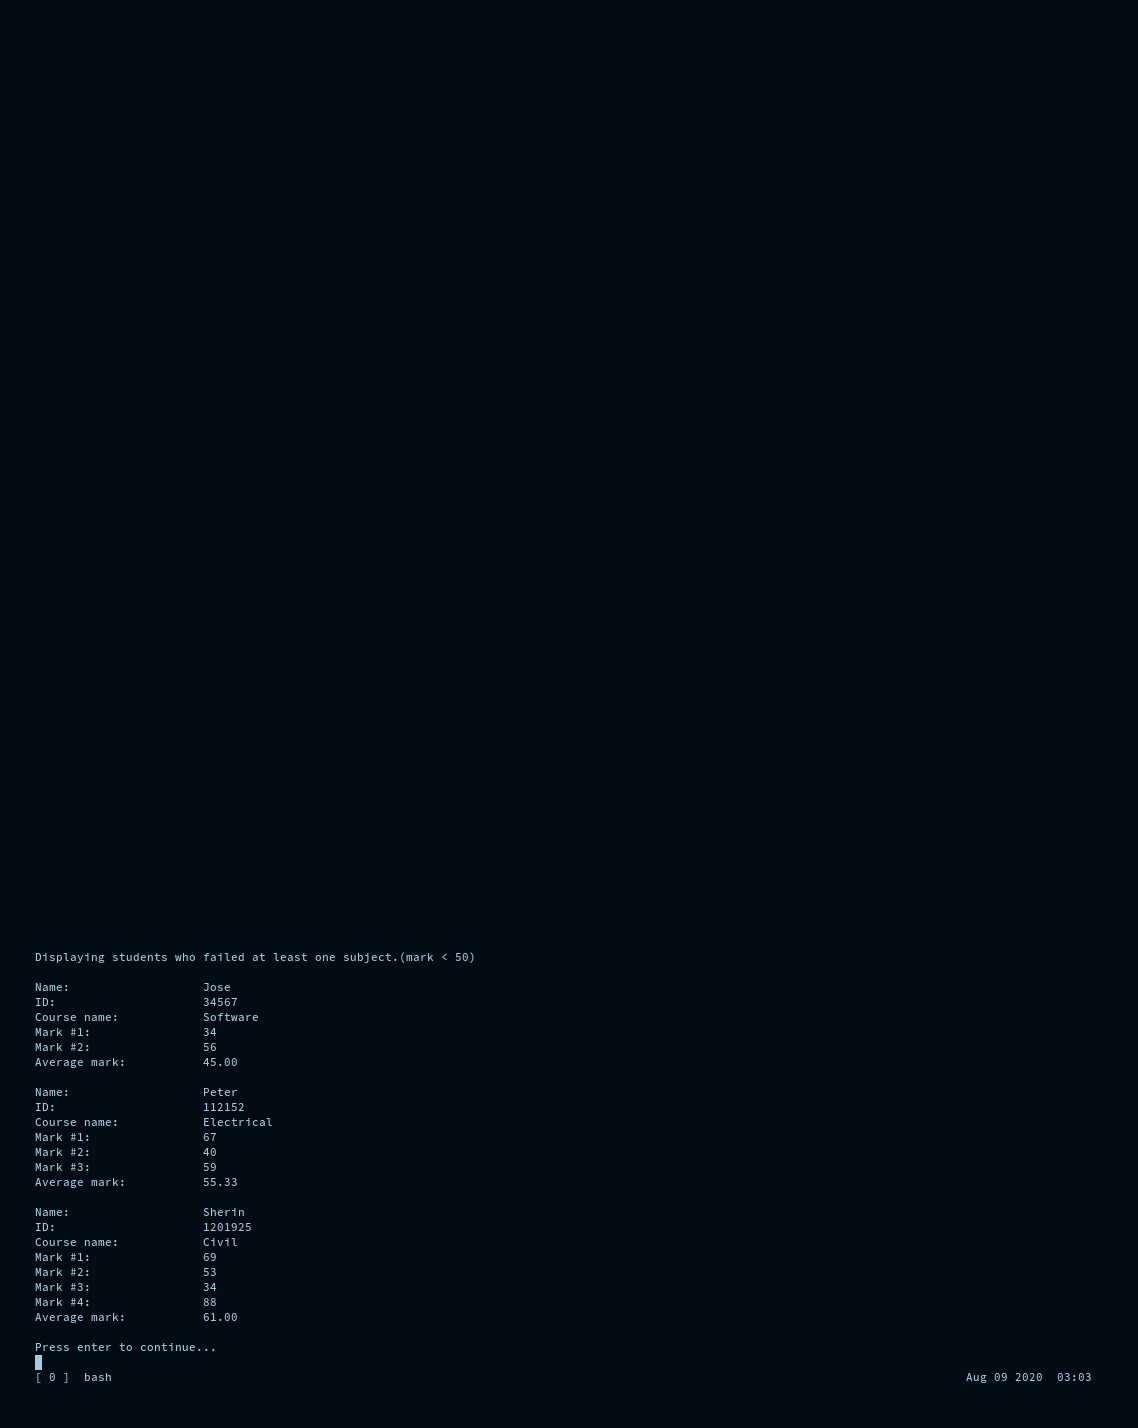 Displaying students who failed at least one subject.(mark < 50)
Name: Jose
ID: 34567
Course name: Software
Mark #1: 34
Mark #2: 56
Average mark: 45.00
Name: Peter
ID: 112152
Course name: Electrical
Mark #1: 67
Mark #2: 40
Mark #3: 59
Average mark: 55.33
Name: Sherin
ID: 1201925
Course name: Civil
Mark #1: 69
Mark #2: 53
Mark #3: 34
Mark #4: 88
Average mark: 61.00
Press enter to continue...
[ 0 ] bash Aug 09 2020 03:03